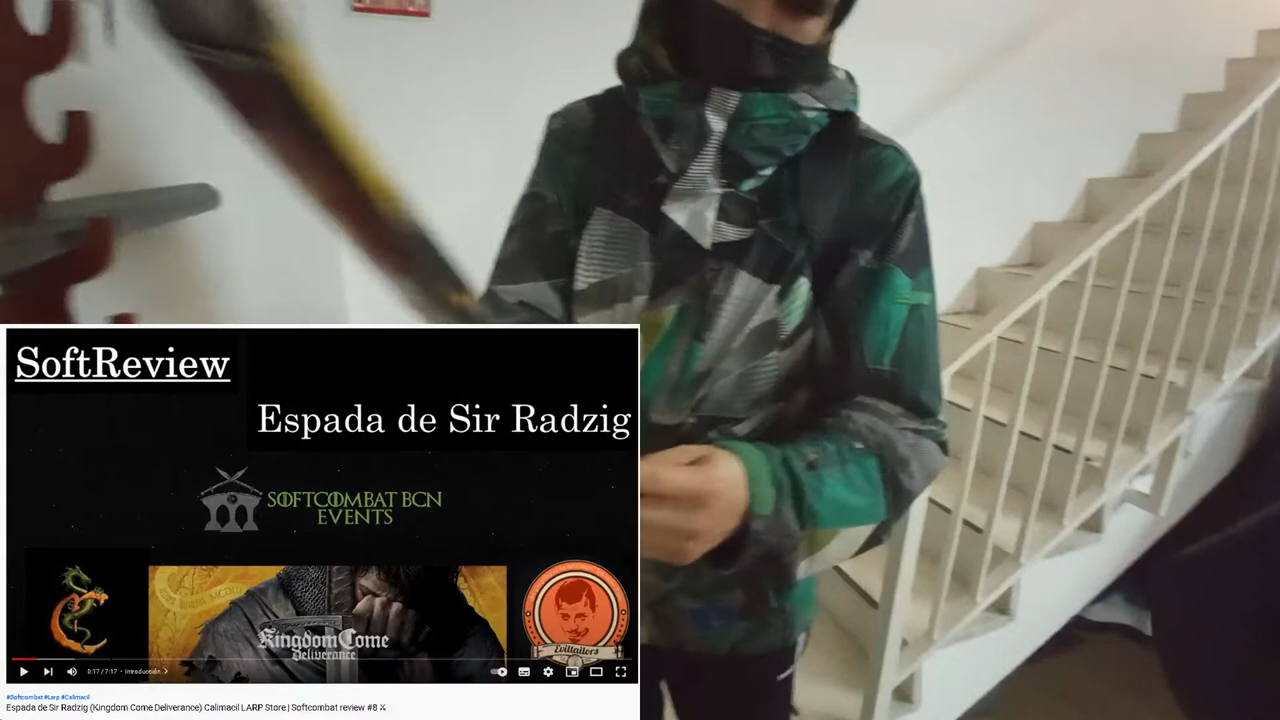 SoftReview
Espada de Sir Radzig
SOFTCOMBAT BCN
EVENTS
KINGDOM COME
DELIVERANCE
Eviltailors
0:17 / 7:17 • Introducción >
#Softcombat #Larp #Calimacil
Espada de Sir Radzig (Kingdom Come Deliverance) Calimacil LARP Store | Softcombat review #8 ⚔